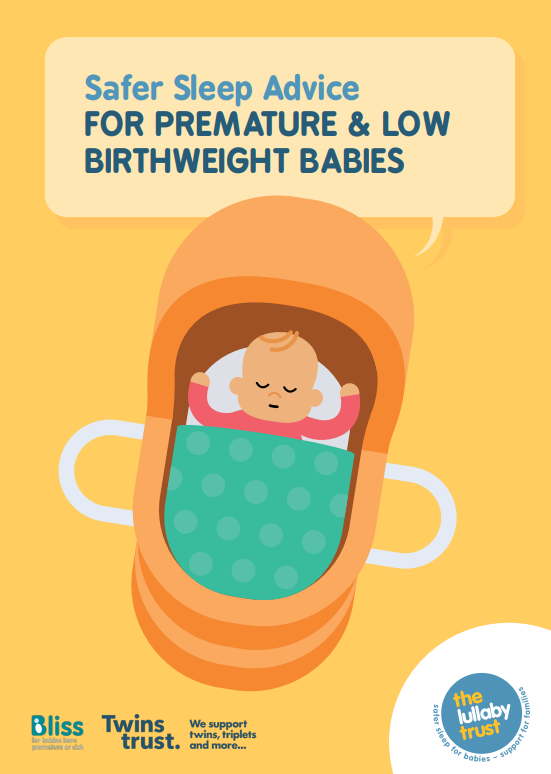 Safer Sleep Advice
FOR PREMATURE & LOW
BIRTHWEIGHT BABIES
Bliss
for babies born
premature or sick
Twins
trust.
We support
twins, triplets
and more...
the
lullaby
trust
safer sleep for babies – support for families